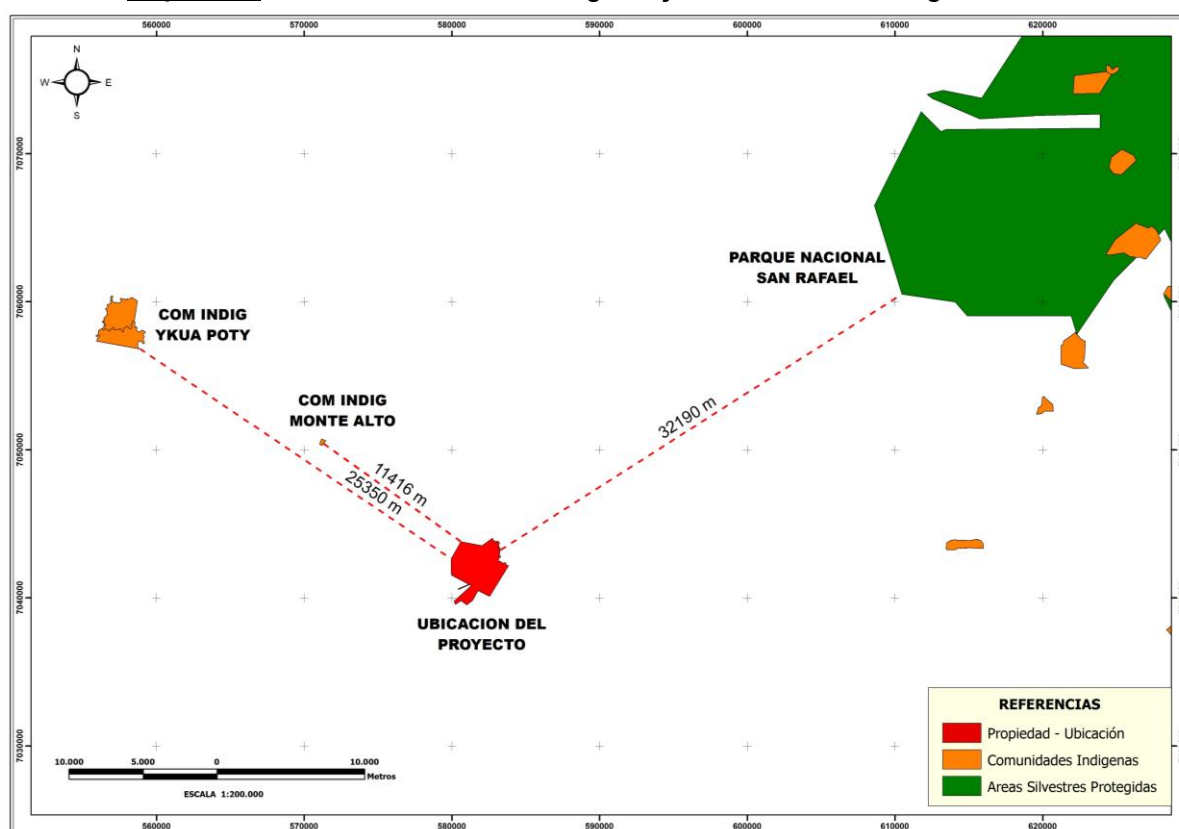 560000 570000 580000 590000 600000 610000 620000
N
W E
S
7070000
7060000
7050000
7040000
7030000
PARQUE NACIONAL
SAN RAFAEL
COM INDIG
YKUA POTY
COM INDIG
MONTE ALTO
32190 m
11416 m
25350 m
UBICACION DEL
PROYECTO
REFERENCIAS
Propiedad - Ubicación
Comunidades Indigenas
Areas Silvestres Protegidas
10.000 5.000 0 10.000
Metros
ESCALA 1:200.000
560000 570000 580000 590000 600000 610000 620000